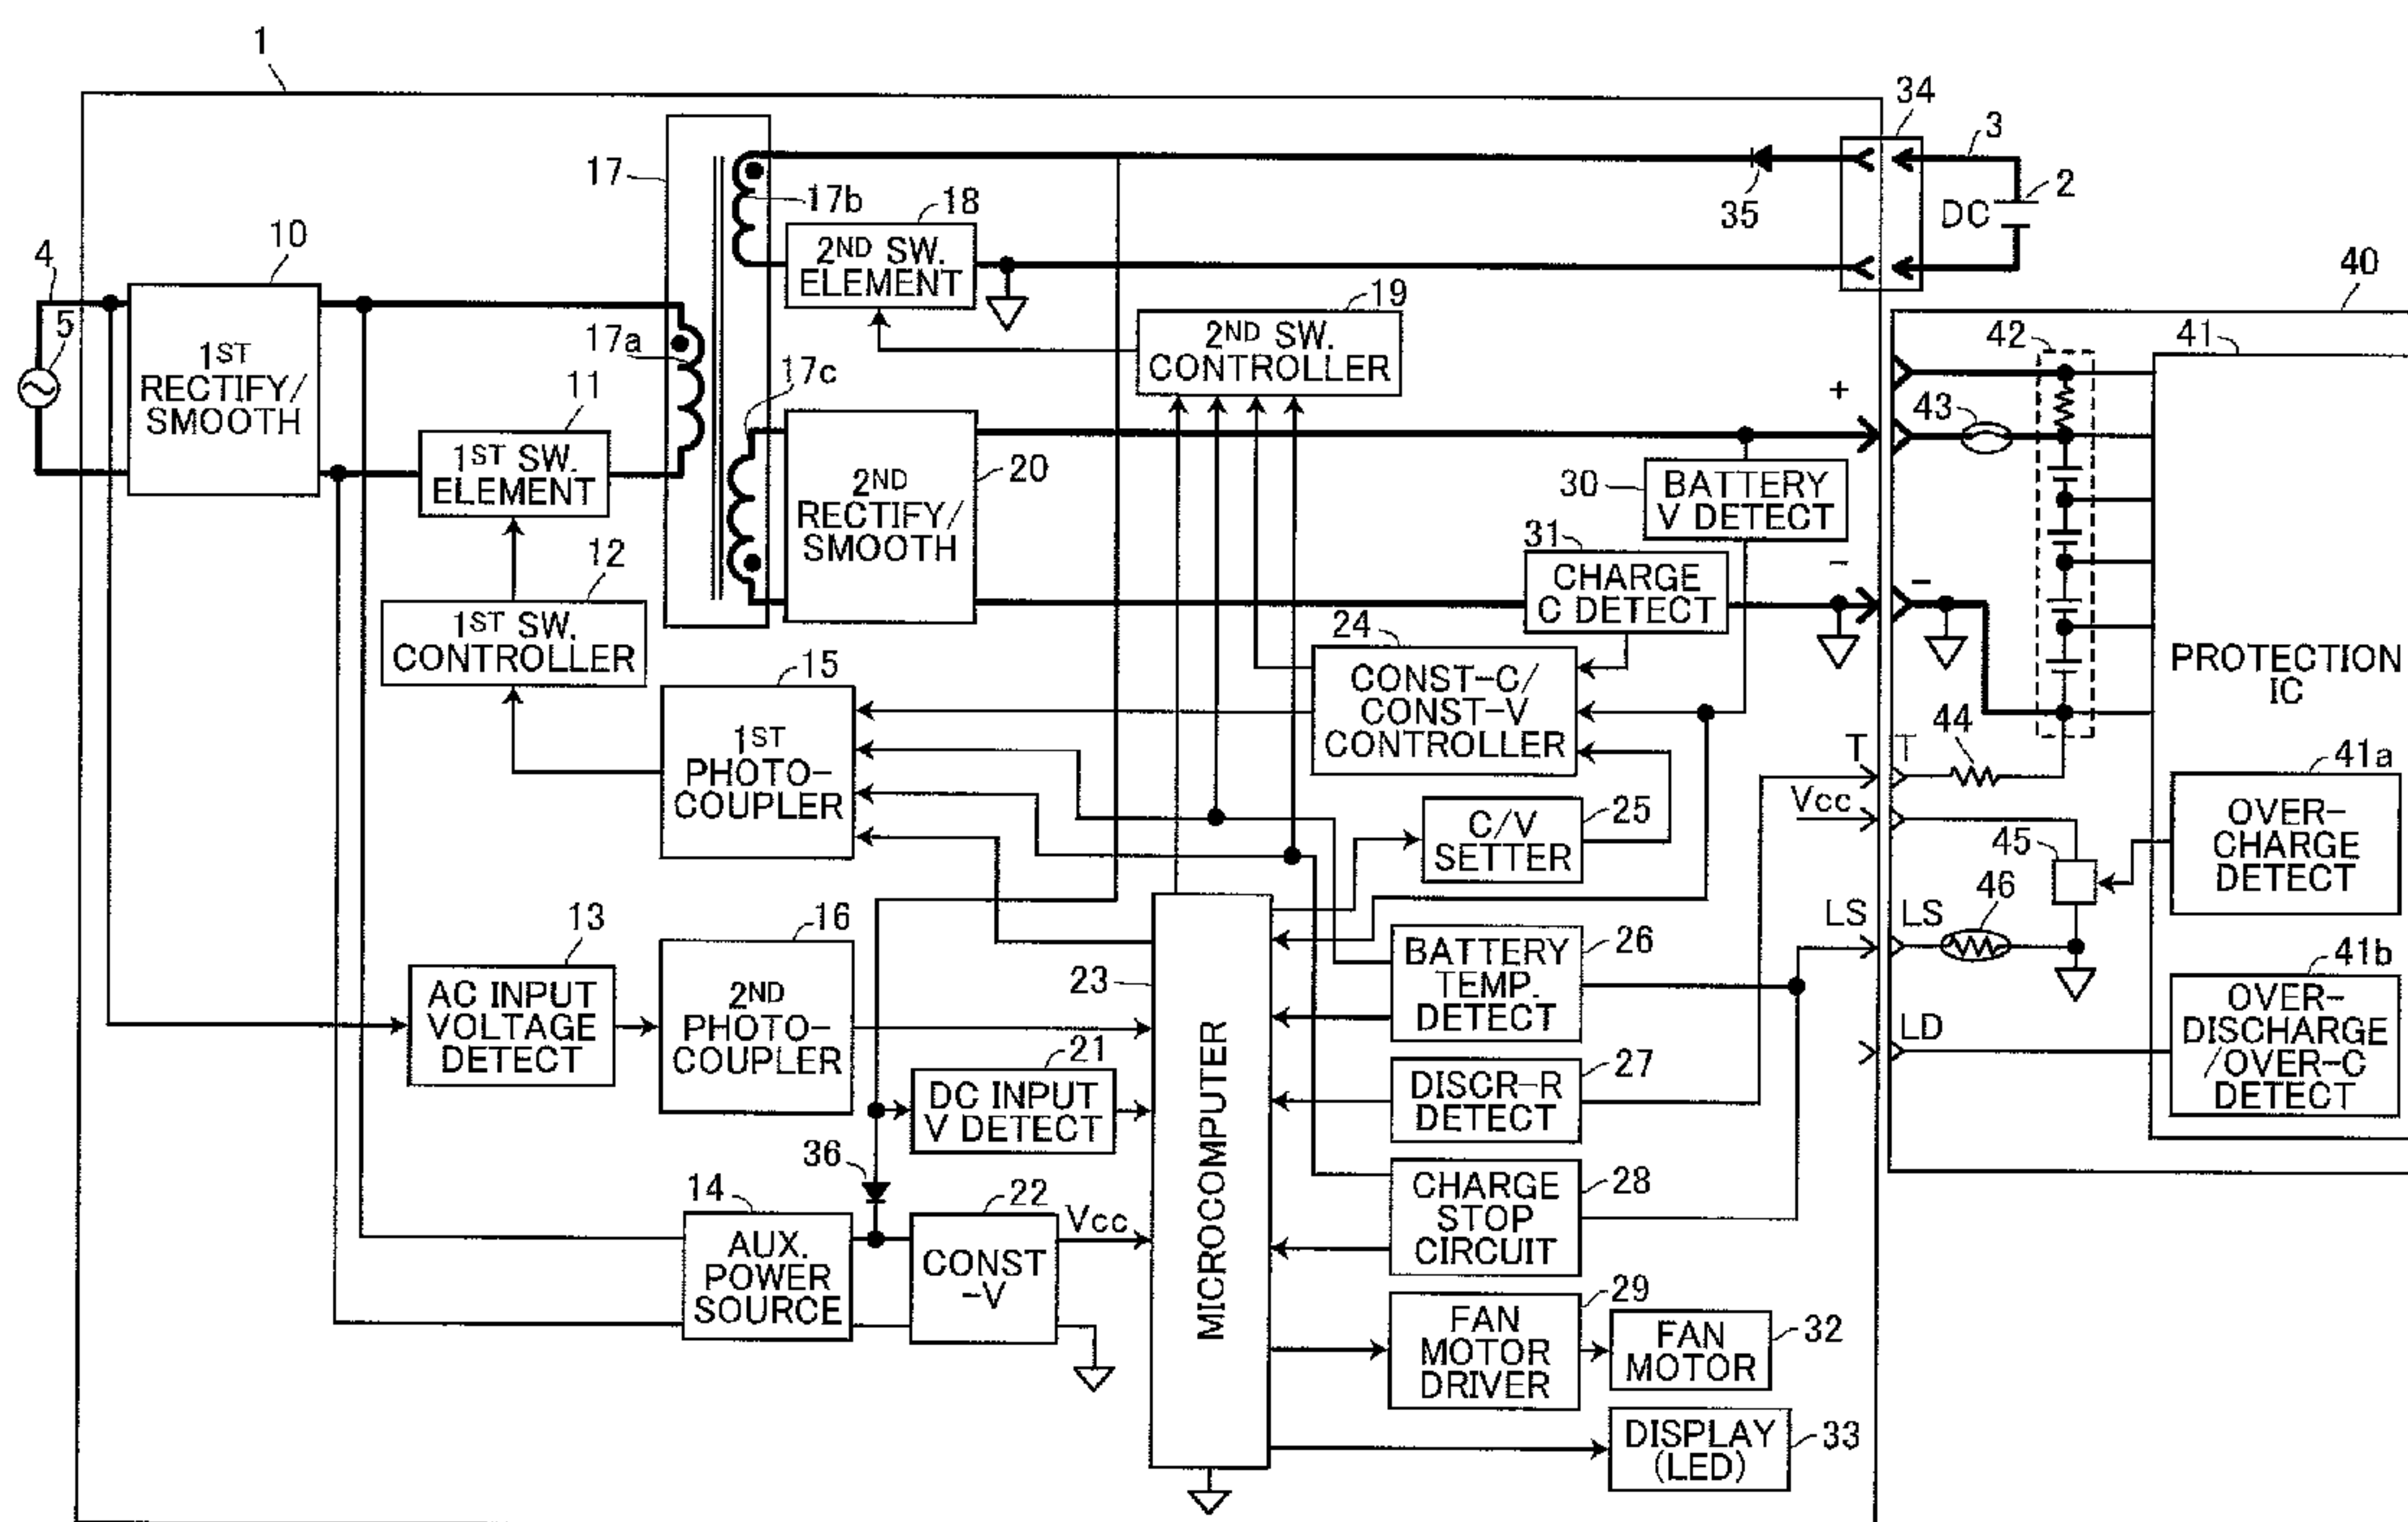 1
34
3
17
17b
18
2
35
DC
10
2ND SW.
ELEMENT
4
19
40
5
1ST
RECTIFY/
SMOOTH
17a
2ND SW.
CONTROLLER
42
41
11
17c
+
43
1ST SW.
ELEMENT
20
30
BATTERY
V DETECT
2ND
RECTIFY/
SMOOTH
31
12
CHARGE
C DETECT
-
-
1ST SW.
CONTROLLER
24
15
CONST-C/
CONST-V
CONTROLLER
PROTECTION
IC
44
1ST
PHOTO-
COUPLER
T
T
41a
Vcc
C/V
SETTER
25
OVER-
CHARGE
DETECT
45
46
13
16
LS
LS
BATTERY
TEMP.
DETECT
26
41b
23
AC INPUT
VOLTAGE
DETECT
2ND
PHOTO-
COUPLER
OVER-
DISCHARGE
/OVER-C
DETECT
LD
21
DC INPUT
V DETECT
DISCR-R
DETECT
27
MICROCOMPUTER
36
14
22
Vcc
CHARGE
STOP
CIRCUIT
28
AUX.
POWER
SOURCE
CONST
-V
29
FAN
MOTOR
DRIVER
FAN
MOTOR
32
DISPLAY
(LED)
33